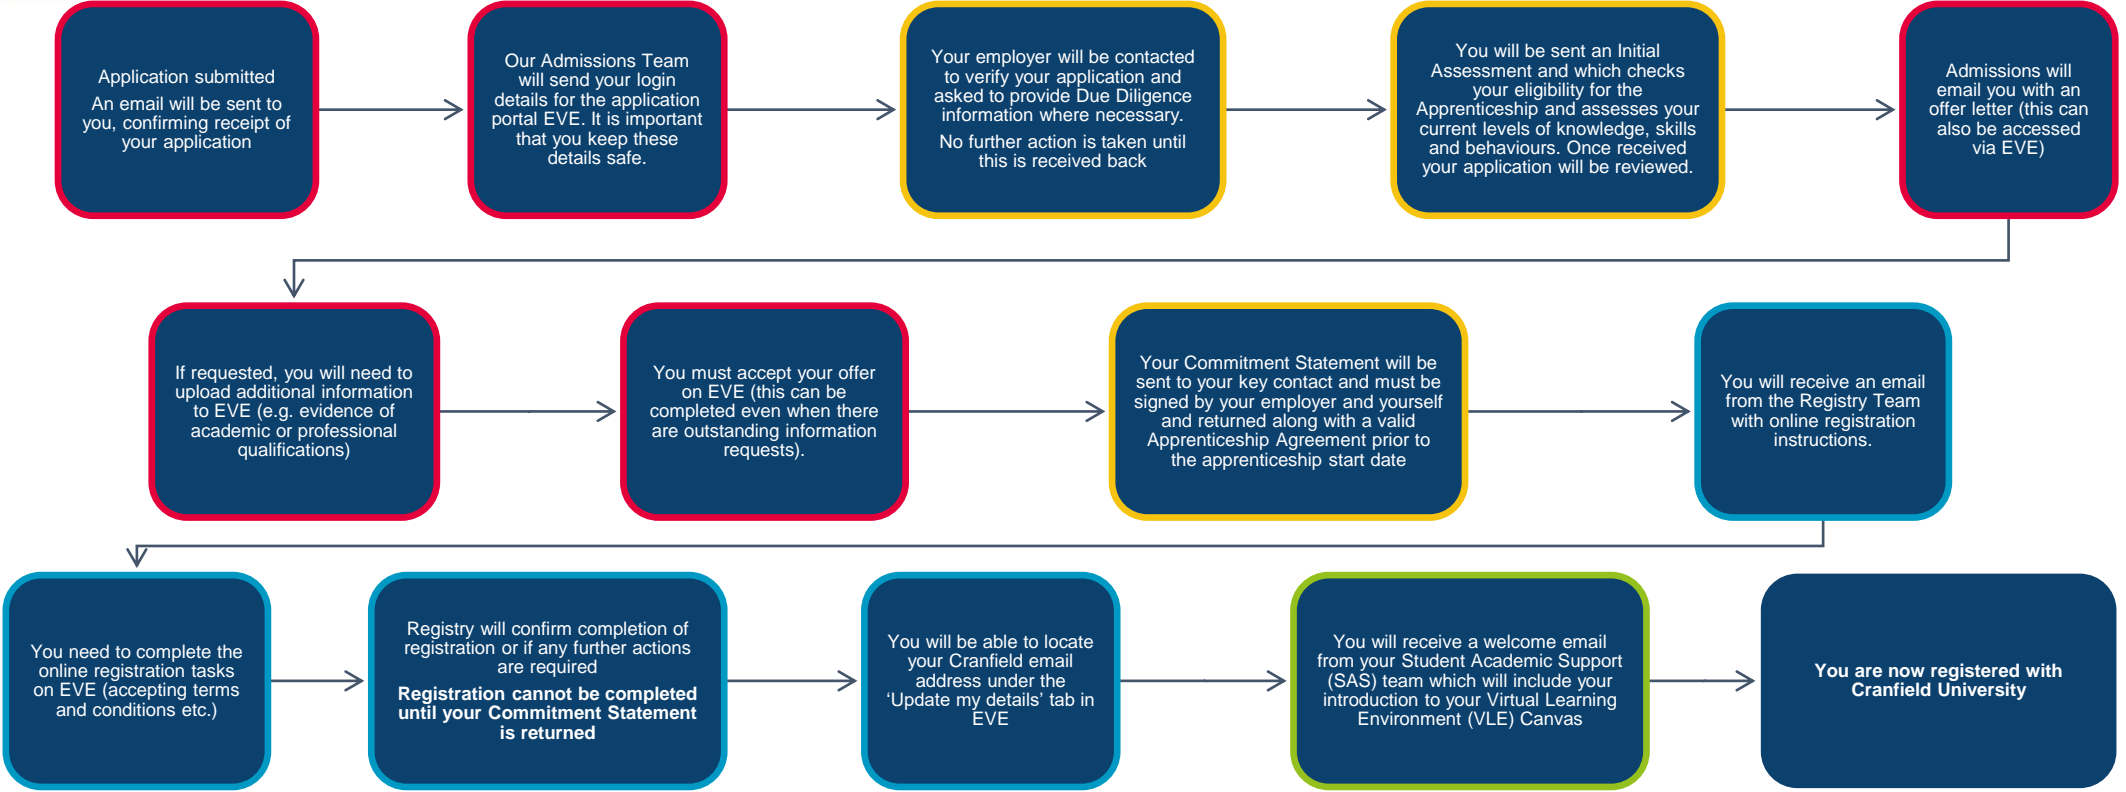 Application submitted
An email will be sent to
you, confirming receipt of
your application
Our Admissions Team
will send your login
details for the application
portal EVE. It is important
that you keep these
details safe.
Your employer will be contacted
to verify your application and
asked to provide Due Diligence
information where necessary.
No further action is taken until
this is received back
You will be sent an Initial
Assessment and which checks
your eligibility for the
Apprenticeship and assesses your
current levels of knowledge, skills
and behaviours. Once received
your application will be reviewed.
Admissions will
email you with an
offer letter (this can
also be accessed
via EVE)
If requested, you will need to
upload additional information
to EVE (e.g. evidence of
academic or professional
qualifications)
You must accept your offer
on EVE (this can be
completed even when there
are outstanding information
requests).
Your Commitment Statement will be
sent to your key contact and must be
signed by your employer and yourself
and returned along with a valid
Apprenticeship Agreement prior to
the apprenticeship start date
You will receive an email
from the Registry Team
with online registration
instructions.
You need to complete the
online registration tasks
on EVE (accepting terms
and conditions etc.)
Registry will confirm completion of
registration or if any further actions
are required
Registration cannot be completed
until your Commitment Statement
is returned
You will be able to locate
your Cranfield email
address under the
‘Update my details’ tab in
EVE
You will receive a welcome email
from your Student Academic Support
(SAS) team which will include your
introduction to your Virtual Learning
Environment (VLE) Canvas
You are now registered with
Cranfield University